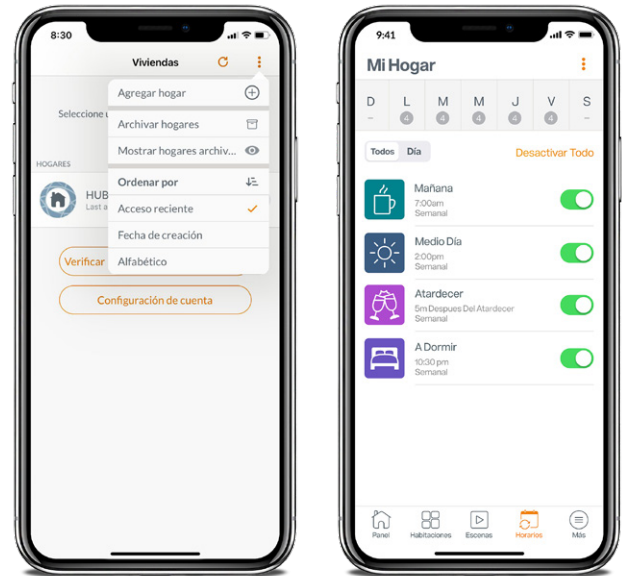 8:30
Viviendas
Agregar hogar
Seleccione
Archivar hogares
Mostrar hogares archiv...
HOGARES
Ordenar por
HUB
Last a
Acceso reciente
Fecha de creación
Verificar
Alfabético
Configuración de cuenta
9:41
Mi Hogar
D L M M J V S
– 4 4 4 4 4 –
Todos Día
Desactivar Todo
Mañana
7:00am
Semanal
Medio Día
2:00pm
Semanal
Atardecer
5m Despues Del Atardecer
Semanal
A Dormir
10:30 pm
Semanal
Panel Habitaciones Escenas Horarios Más